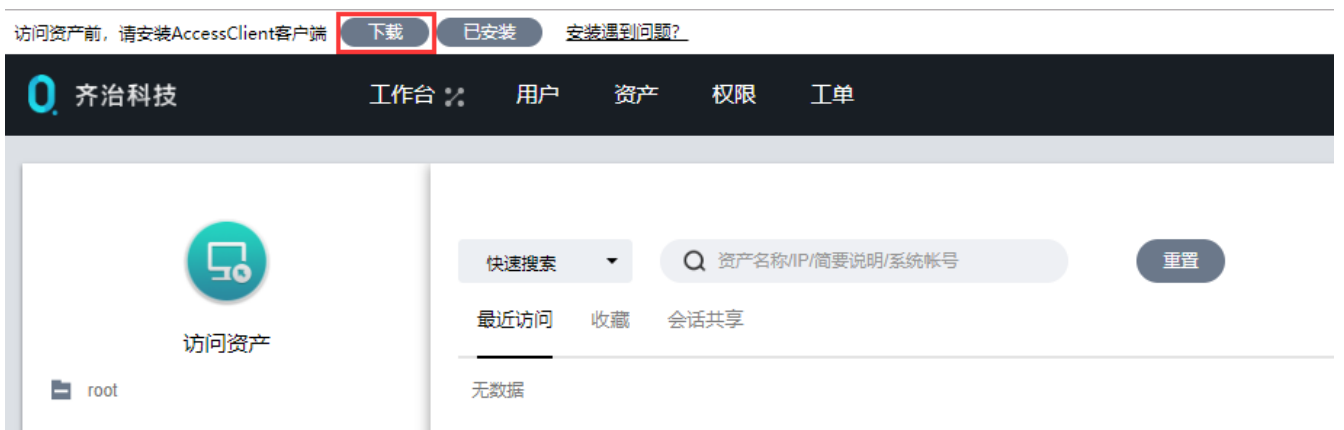 访问资产前，请安装AccessClient客户端 下载 已安装 安装遇到问题？
齐治科技 工作台 用户 资产 权限 工单
快速搜索 资产名称/IP/简要说明/系统帐号 重置
最近访问 收藏 会话共享
访问资产
root
无数据